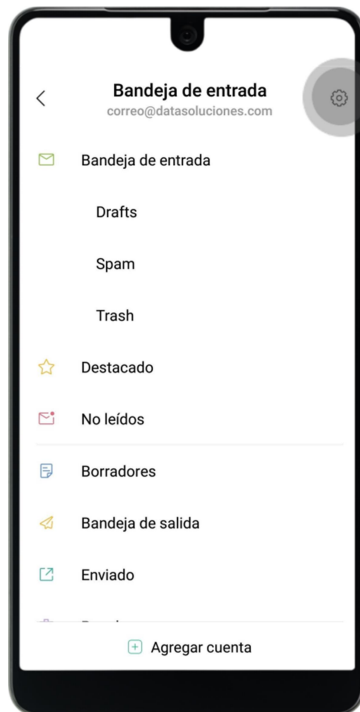 Bandeja de entrada
correo@datasoluciones.com
Bandeja de entrada
Drafts
Spam
Trash
Destacado
No leídos
Borradores
Bandeja de salida
Enviado
Agregar cuenta